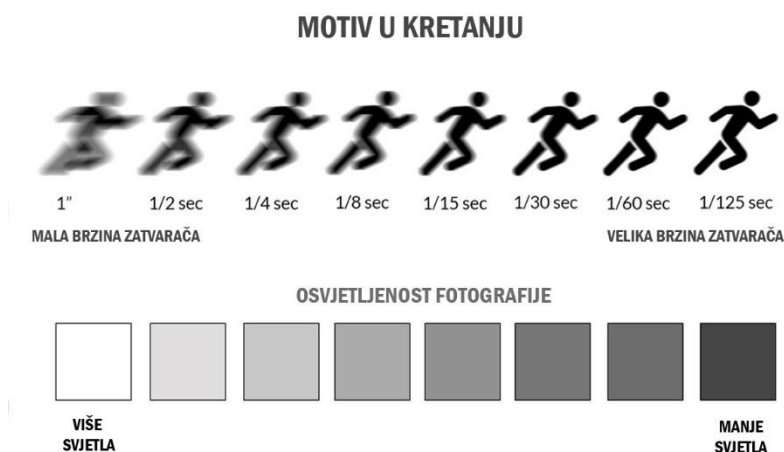 MOTIV U KRETANJU
1” 1/2 sec 1/4 sec 1/8 sec 1/15 sec 1/30 sec 1/60 sec 1/125 sec
MALA BRZINA ZATVARAČA VELIKA BRZINA ZATVARAČA
OSVJETLJENOST FOTOGRAFIJE
VIŠE
SVJETLA
MANJE
SVJETLA